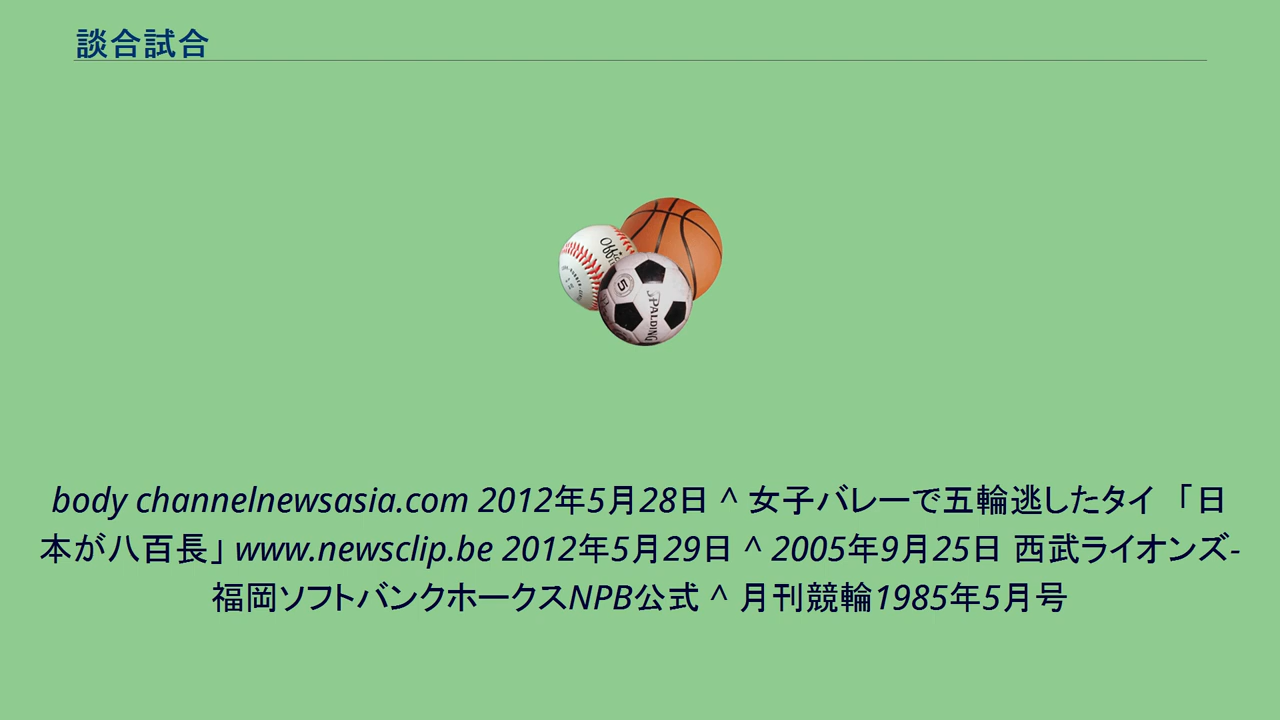 談合試合
Offic
5
SPALDING
body channelnewsasia.com 2012年5月28日 ^ 女子バレーで五輪逃したタイ 「日
本が八百長」 www.newsclip.be 2012年5月29日 ^ 2005年9月25日 西武ライオンズ-
福岡ソフトバンクホークスNPB公式 ^ 月刊競輪1985年5月号